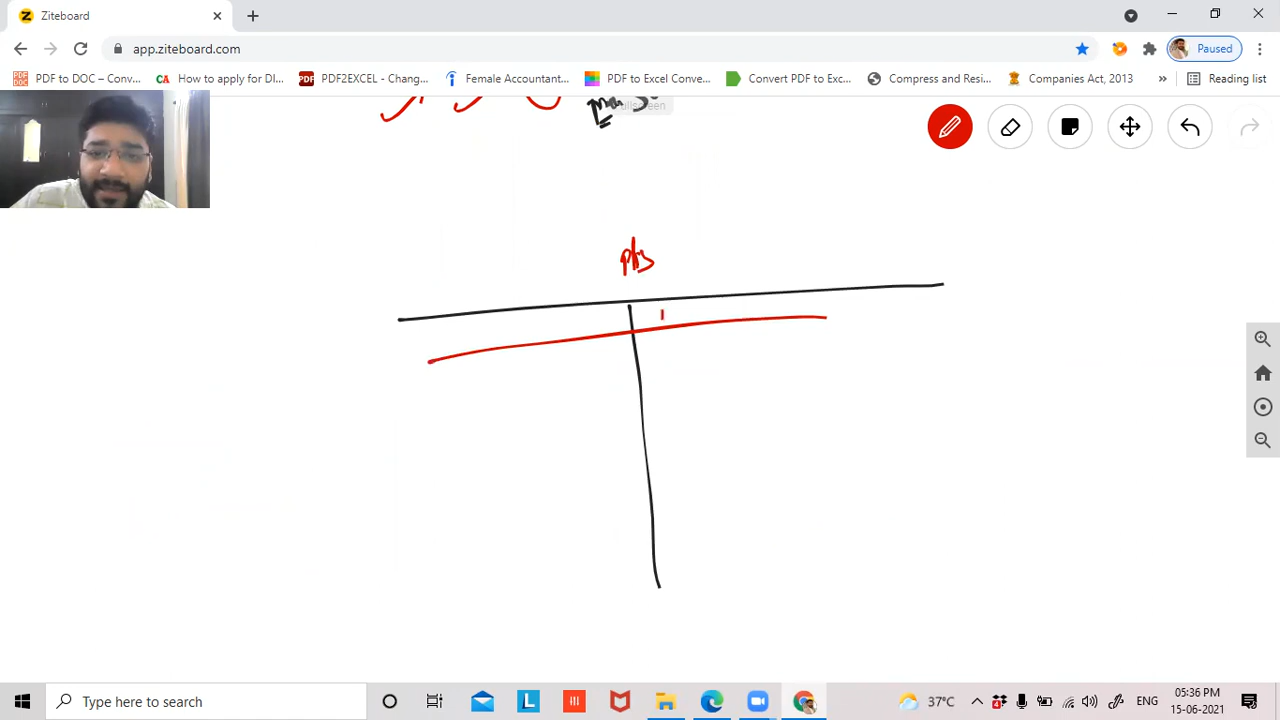 Ziteboard
app.ziteboard.com
Paused
PDF to DOC – Conv...
How to apply for DI...
PDF2EXCEL - Chang...
Female Accountant...
PDF to Excel Conve...
Convert PDF to Exc...
Compress and Resi...
Companies Act, 2013
»
Reading list
Fullscreen
Type here to search
37°C
05:36 PM
15-06-2021